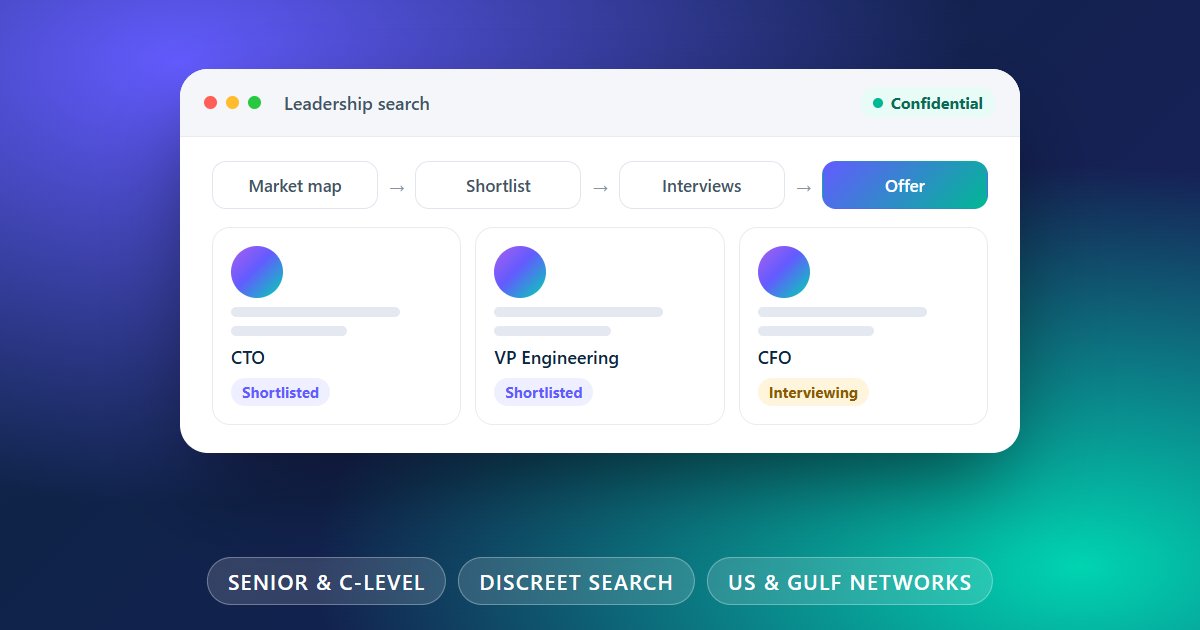 Leadership search
Confidential
Market map → Shortlist → Interviews → Offer
CTO
Shortlisted
VP Engineering
Shortlisted
CFO
Interviewing
SENIOR & C-LEVEL
DISCREET SEARCH
US & GULF NETWORKS